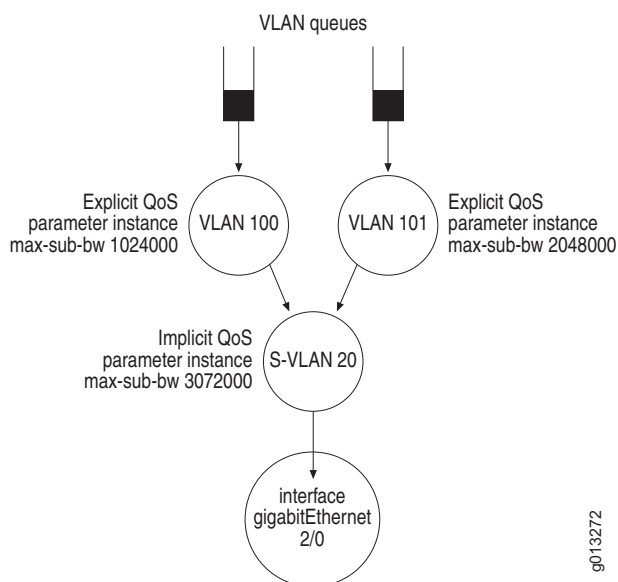 VLAN queues
Explicit QoS
parameter instance
max-sub-bw 1024000
VLAN 100
VLAN 101
Explicit QoS
parameter instance
max-sub-bw 2048000
Implicit QoS
parameter instance
max-sub-bw 3072000
S-VLAN 20
interface
gigabitEthernet
2/0
g013272